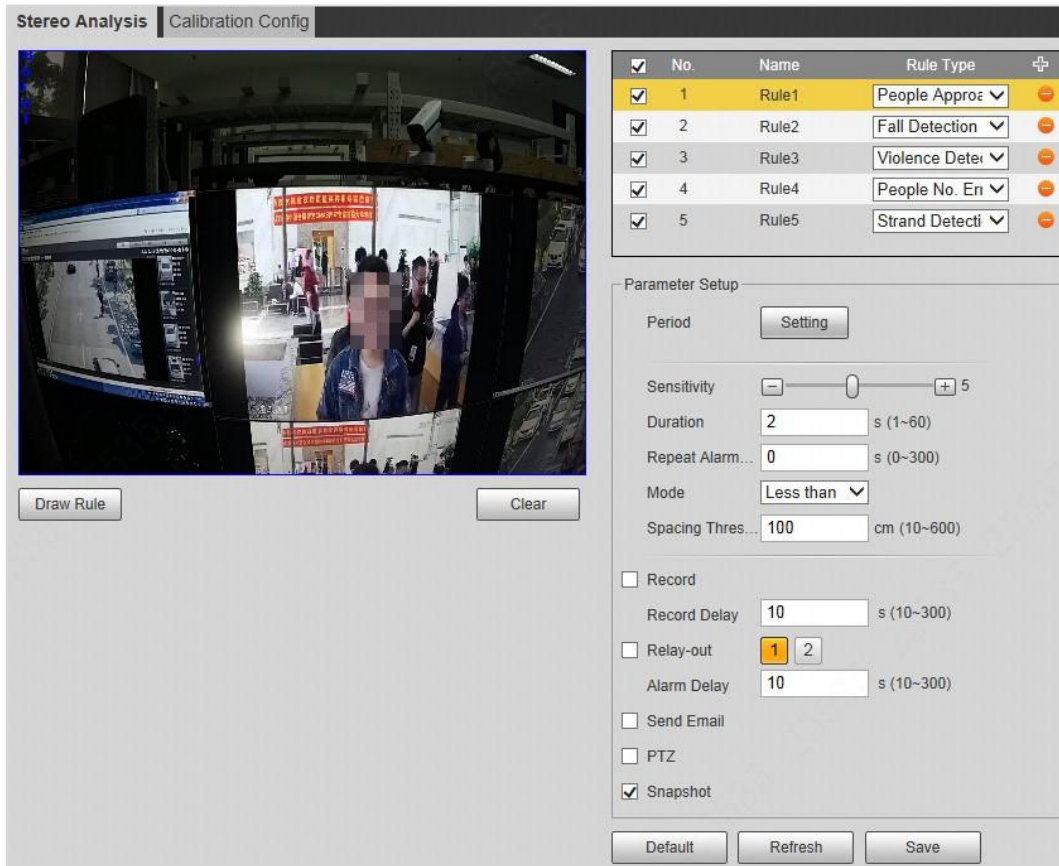 Stereo Analysis Calibration Config
No. Name Rule Type
1 Rule1 People Approa
2 Rule2 Fall Detection
3 Rule3 Violence Detec
4 Rule4 People No. Err
5 Rule5 Strand Detecti
Parameter Setup
Period Setting
Sensitivity 5
Duration 2 s (1~60)
Repeat Alarm... 0 s (0~300)
Mode Less than
Spacing Thres... 100 cm (10~600)
Draw Rule Clear
Record
Record Delay 10 s (10~300)
Relay-out 1 2
Alarm Delay 10 s (10~300)
Send Email
PTZ
Snapshot
Default Refresh Save